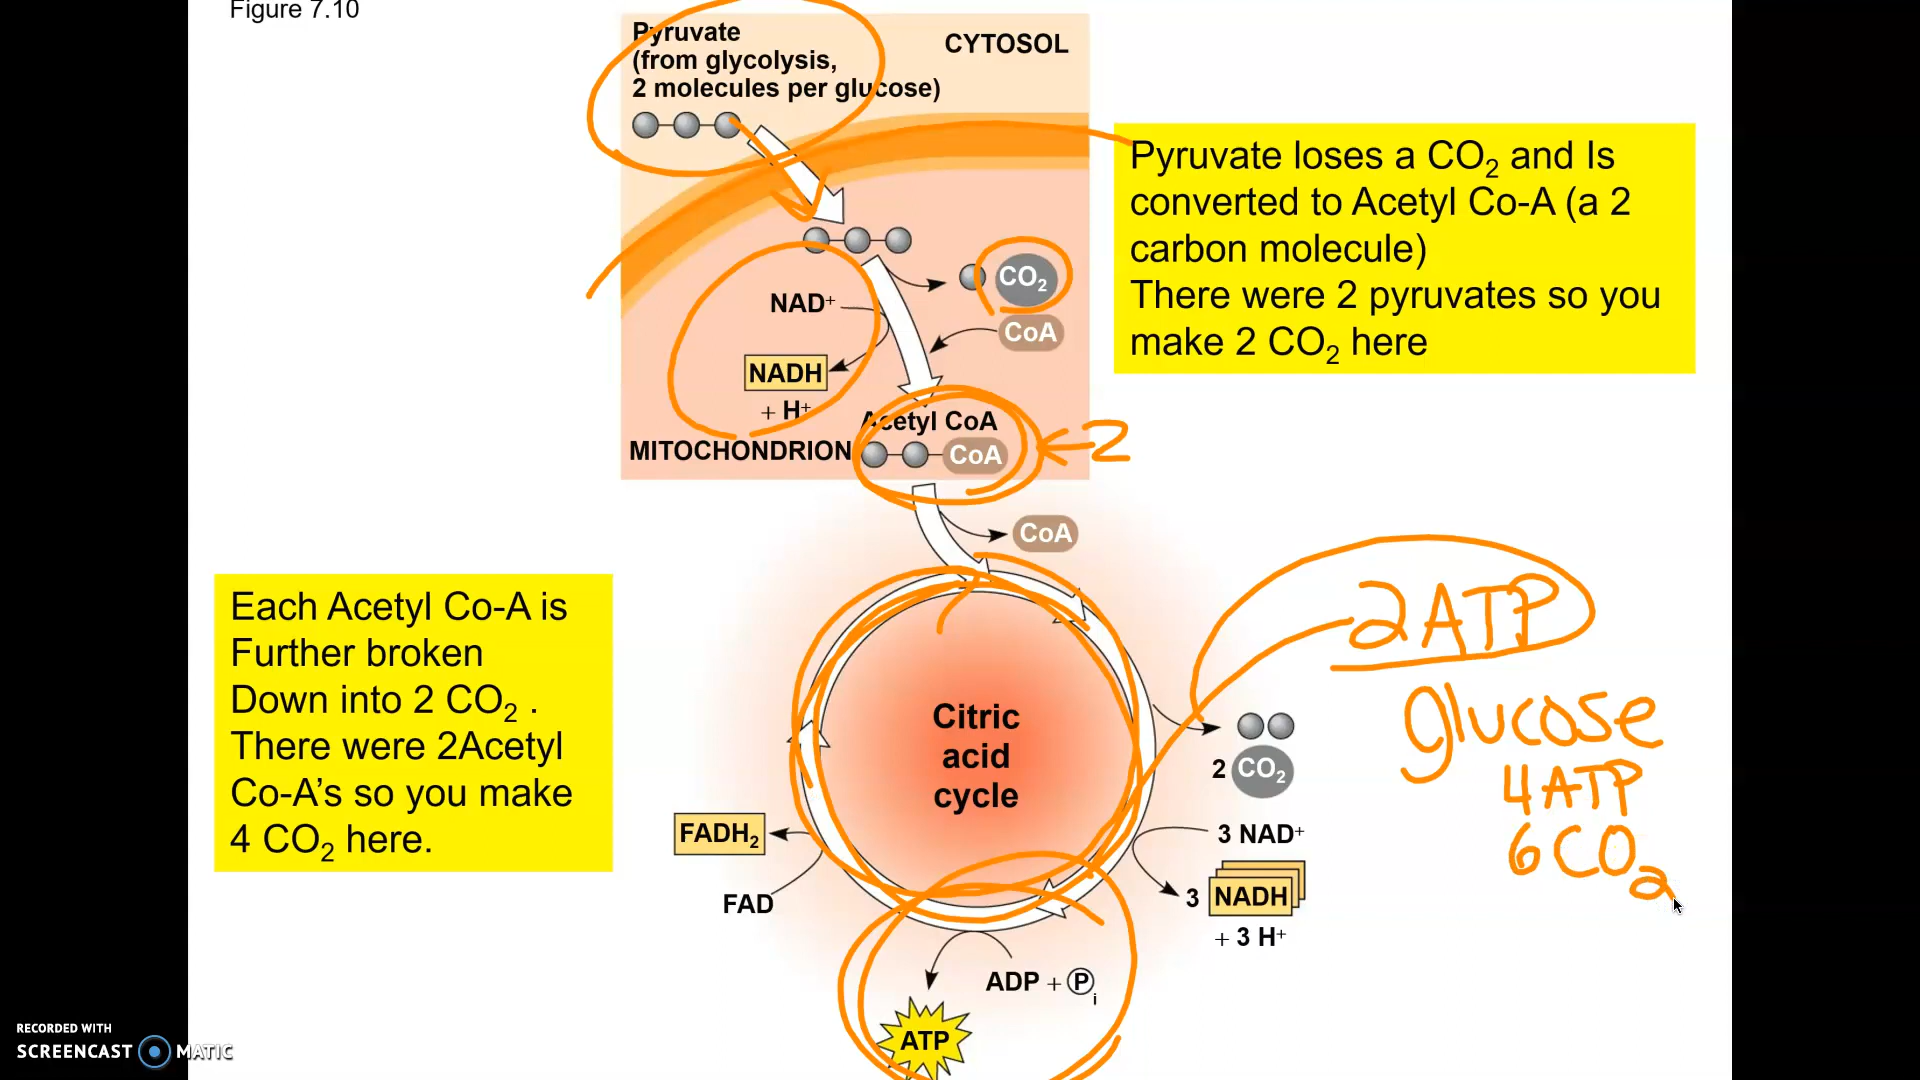 Figure 7.10
Pyruvate
(from glycolysis,
2 molecules per glucose)
CYTOSOL
Pyruvate loses a CO₂ and Is
converted to Acetyl Co-A (a 2
carbon molecule)
There were 2 pyruvates so you
make 2 CO₂ here
CO₂
NAD⁺
CoA
NADH
+ H⁺
Acetyl CoA
MITOCHONDRION
CoA
2
CoA
Each Acetyl Co-A is
Further broken
Down into 2 CO₂ .
There were 2Acetyl
Co-A’s so you make
4 CO₂ here.
2ATP
glucose
4ATP
6CO₂
Citric
acid
cycle
2 CO₂
3 NAD⁺
3 NADH
+ 3 H⁺
FADH₂
FAD
ADP + Pᵢ
ATP
RECORDED WITH
SCREENCAST MATIC